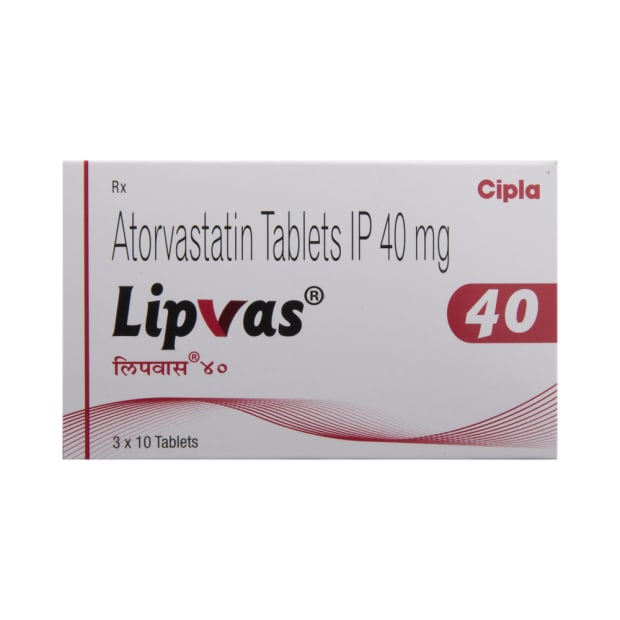 Rx
Cipla
Atorvastatin Tablets IP 40 mg
Lipvas®
40
लिपवास® ४०
3 x 10 Tablets